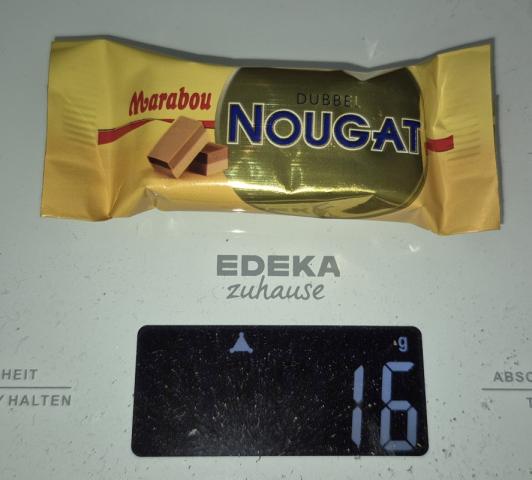 Marabou
DUBBEL
NOUGAT
EDEKA
zuhause
g
16
HEIT
HALTEN
ABSC
T